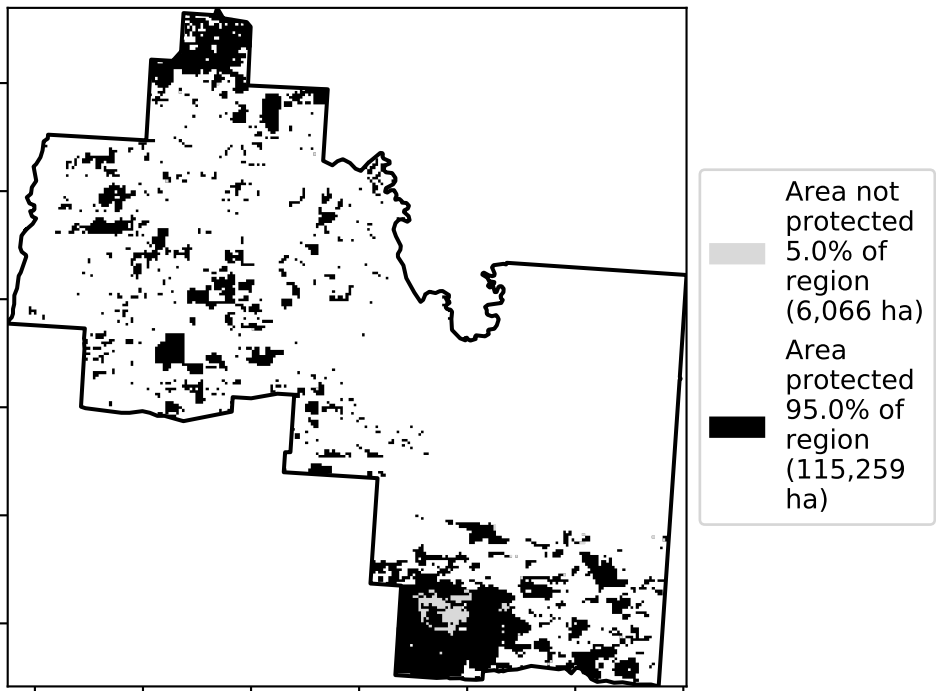 Area not
protected
5.0% of
region
(6,066 ha)
Area
protected
95.0% of
region
(115,259
ha)